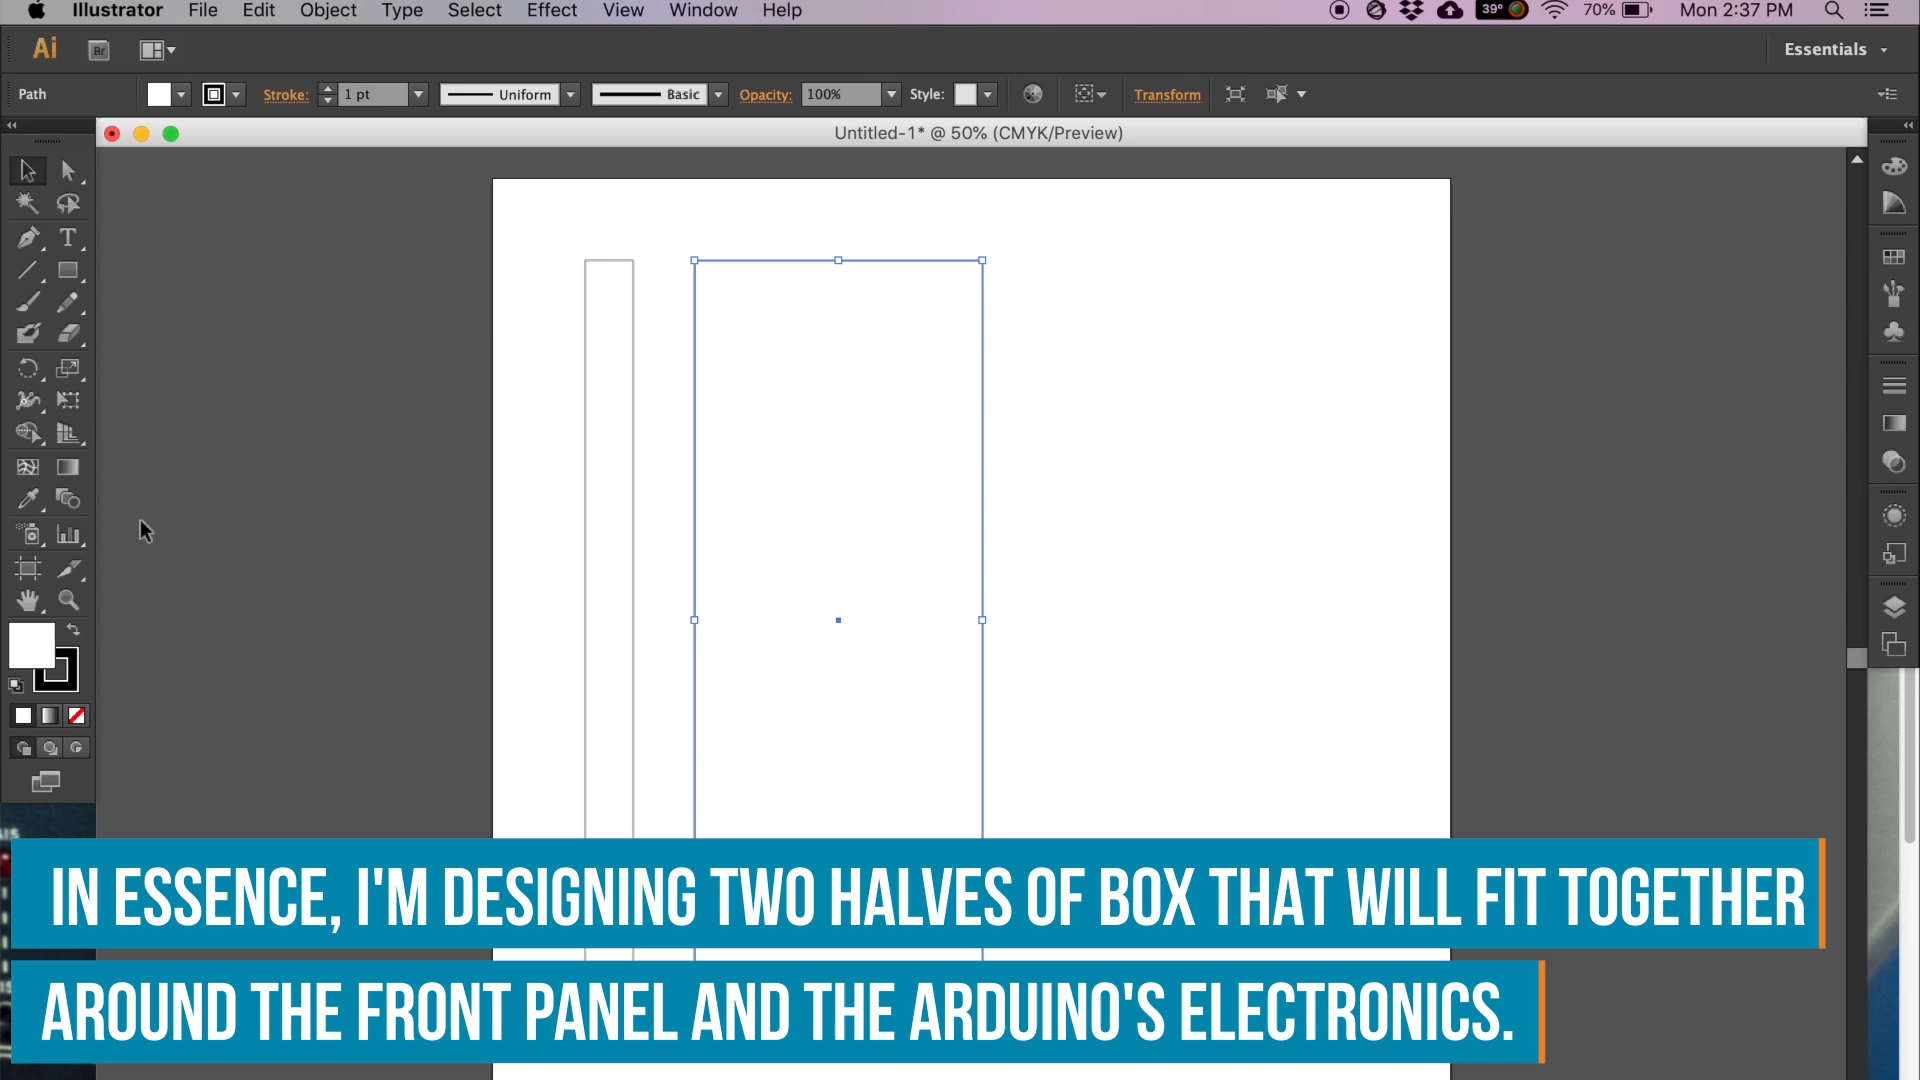 Illustrator File Edit Object Type Select Effect View Window Help 39° 70% Mon 2:37 PM
Ai Br Essentials
Path Stroke: 1 pt Uniform Basic Opacity: 100% Style: Transform
Untitled-1* @ 50% (CMYK/Preview)
T
IN ESSENCE, I'M DESIGNING TWO HALVES OF BOX THAT WILL FIT TOGETHER
AROUND THE FRONT PANEL AND THE ARDUINO'S ELECTRONICS.